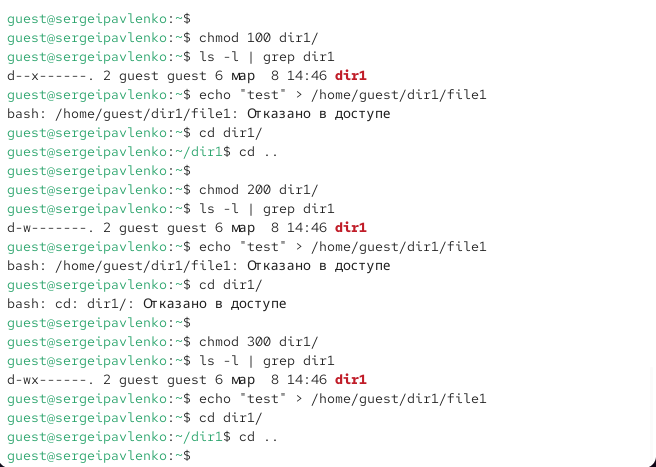 guest@sergeipavlenko:~$
guest@sergeipavlenko:~$ chmod 100 dir1/
guest@sergeipavlenko:~$ ls -l | grep dir1
d--x------. 2 guest guest 6 мар  8 14:46 dir1
guest@sergeipavlenko:~$ echo "test" > /home/guest/dir1/file1
bash: /home/guest/dir1/file1: Отказано в доступе
guest@sergeipavlenko:~$ cd dir1/
guest@sergeipavlenko:~/dir1$ cd ..
guest@sergeipavlenko:~$
guest@sergeipavlenko:~$ chmod 200 dir1/
guest@sergeipavlenko:~$ ls -l | grep dir1
d-w-------. 2 guest guest 6 мар  8 14:46 dir1
guest@sergeipavlenko:~$ echo "test" > /home/guest/dir1/file1
bash: /home/guest/dir1/file1: Отказано в доступе
guest@sergeipavlenko:~$ cd dir1/
bash: cd: dir1/: Отказано в доступе
guest@sergeipavlenko:~$
guest@sergeipavlenko:~$ chmod 300 dir1/
guest@sergeipavlenko:~$ ls -l | grep dir1
d-wx------. 2 guest guest 6 мар  8 14:46 dir1
guest@sergeipavlenko:~$ echo "test" > /home/guest/dir1/file1
guest@sergeipavlenko:~$ cd dir1/
guest@sergeipavlenko:~/dir1$ cd ..
guest@sergeipavlenko:~$